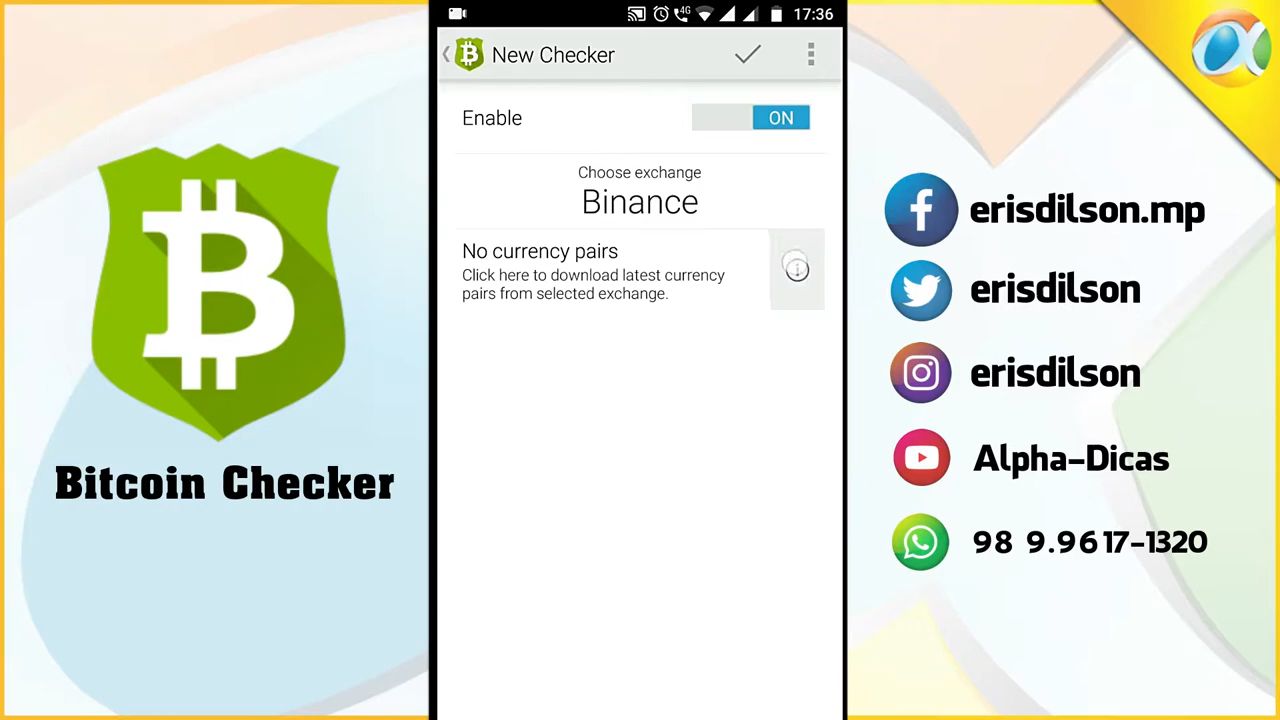 Bitcoin Checker
4G
17:36
New Checker
Enable
ON
Choose exchange
Binance
No currency pairs
Click here to download latest currency
pairs from selected exchange.
erisdilson.mp
erisdilson
erisdilson
Alpha-Dicas
98 9.9617-1320